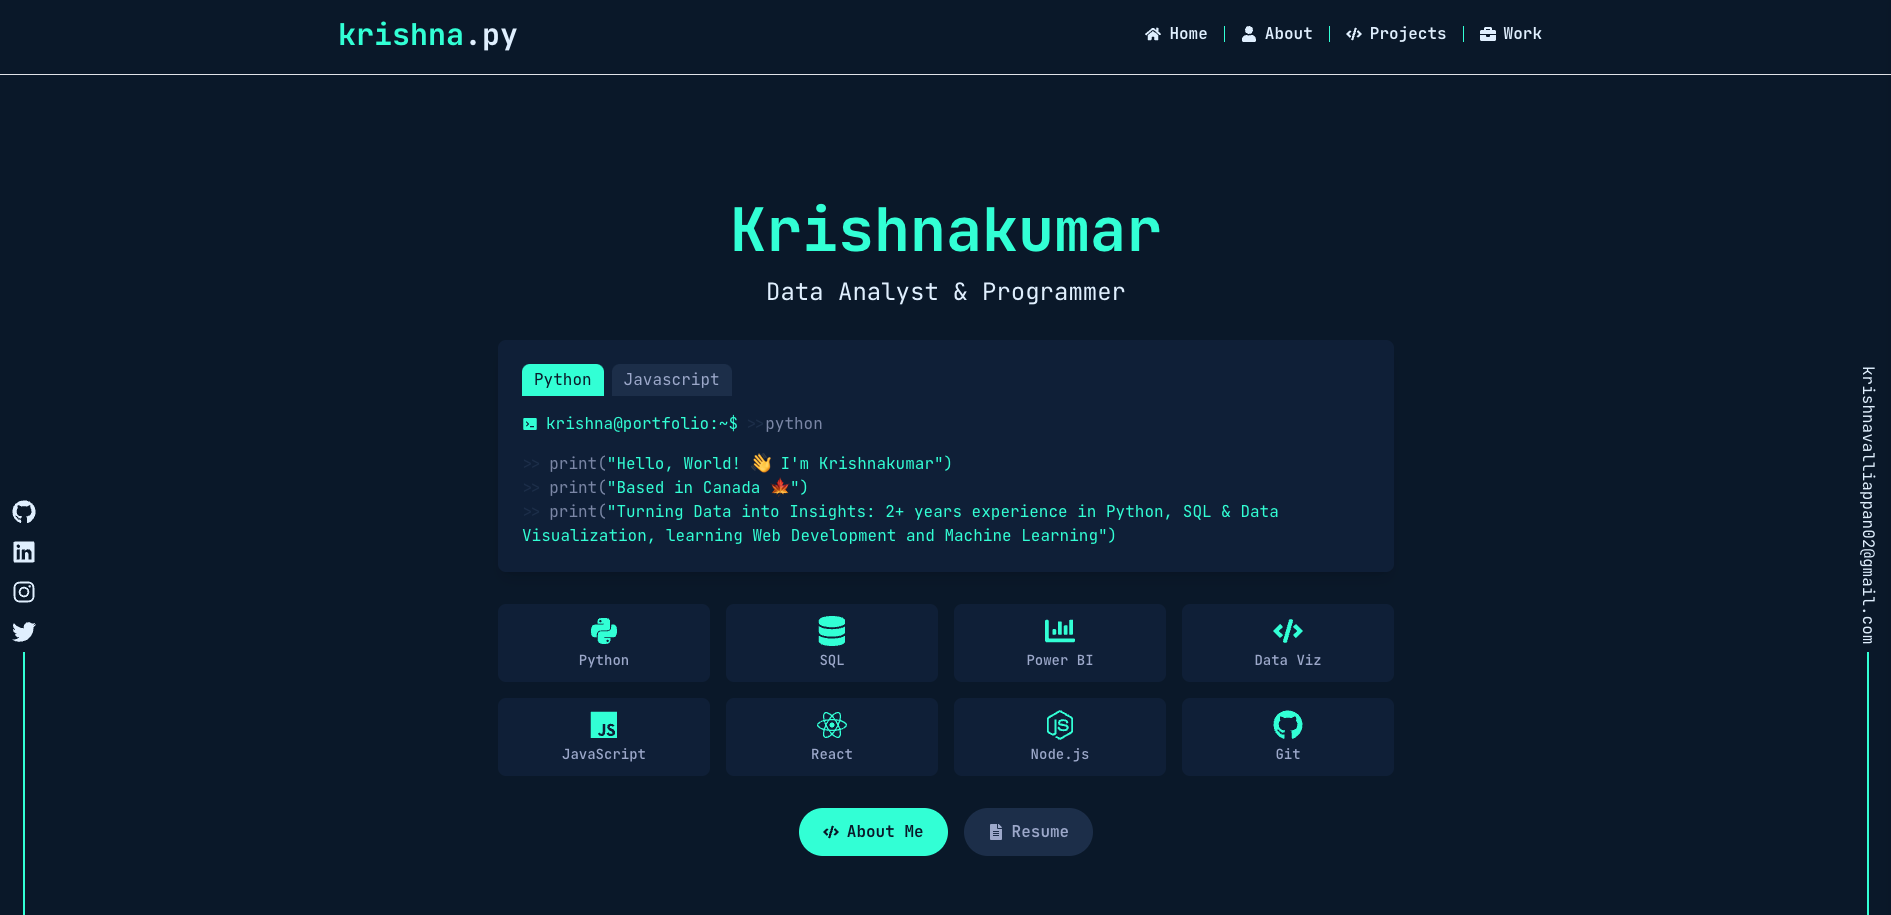 krishna.py
Home
About
Projects
Work
Krishnakumar
Data Analyst & Programmer
Python
Javascript
krishna@portfolio:~$ >>python
>> print("Hello, World! 👋 I'm Krishnakumar")
>> print("Based in Canada 🍁")
>> print("Turning Data into Insights: 2+ years experience in Python, SQL & Data
Visualization, learning Web Development and Machine Learning")
Python
SQL
Power BI
Data Viz
JS
JavaScript
React
JS
Node.js
Git
About Me
Resume
krishnavalliappan02@gmail.com